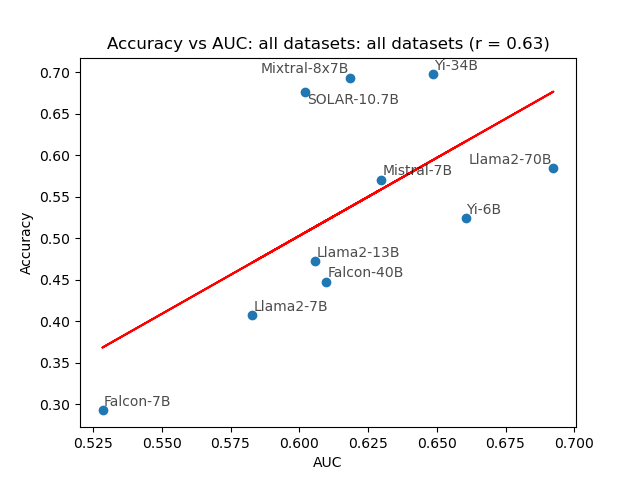 Accuracy vs AUC: all datasets: all datasets (r = 0.63)
Mixtral-8x7B
Yi-34B
SOLAR-10.7B
Llama2-70B
Mistral-7B
Yi-6B
Llama2-13B
Falcon-40B
Llama2-7B
Falcon-7B
Accuracy
0.70
0.65
0.60
0.55
0.50
0.45
0.40
0.35
0.30
0.525 0.550 0.575 0.600 0.625 0.650 0.675 0.700
AUC